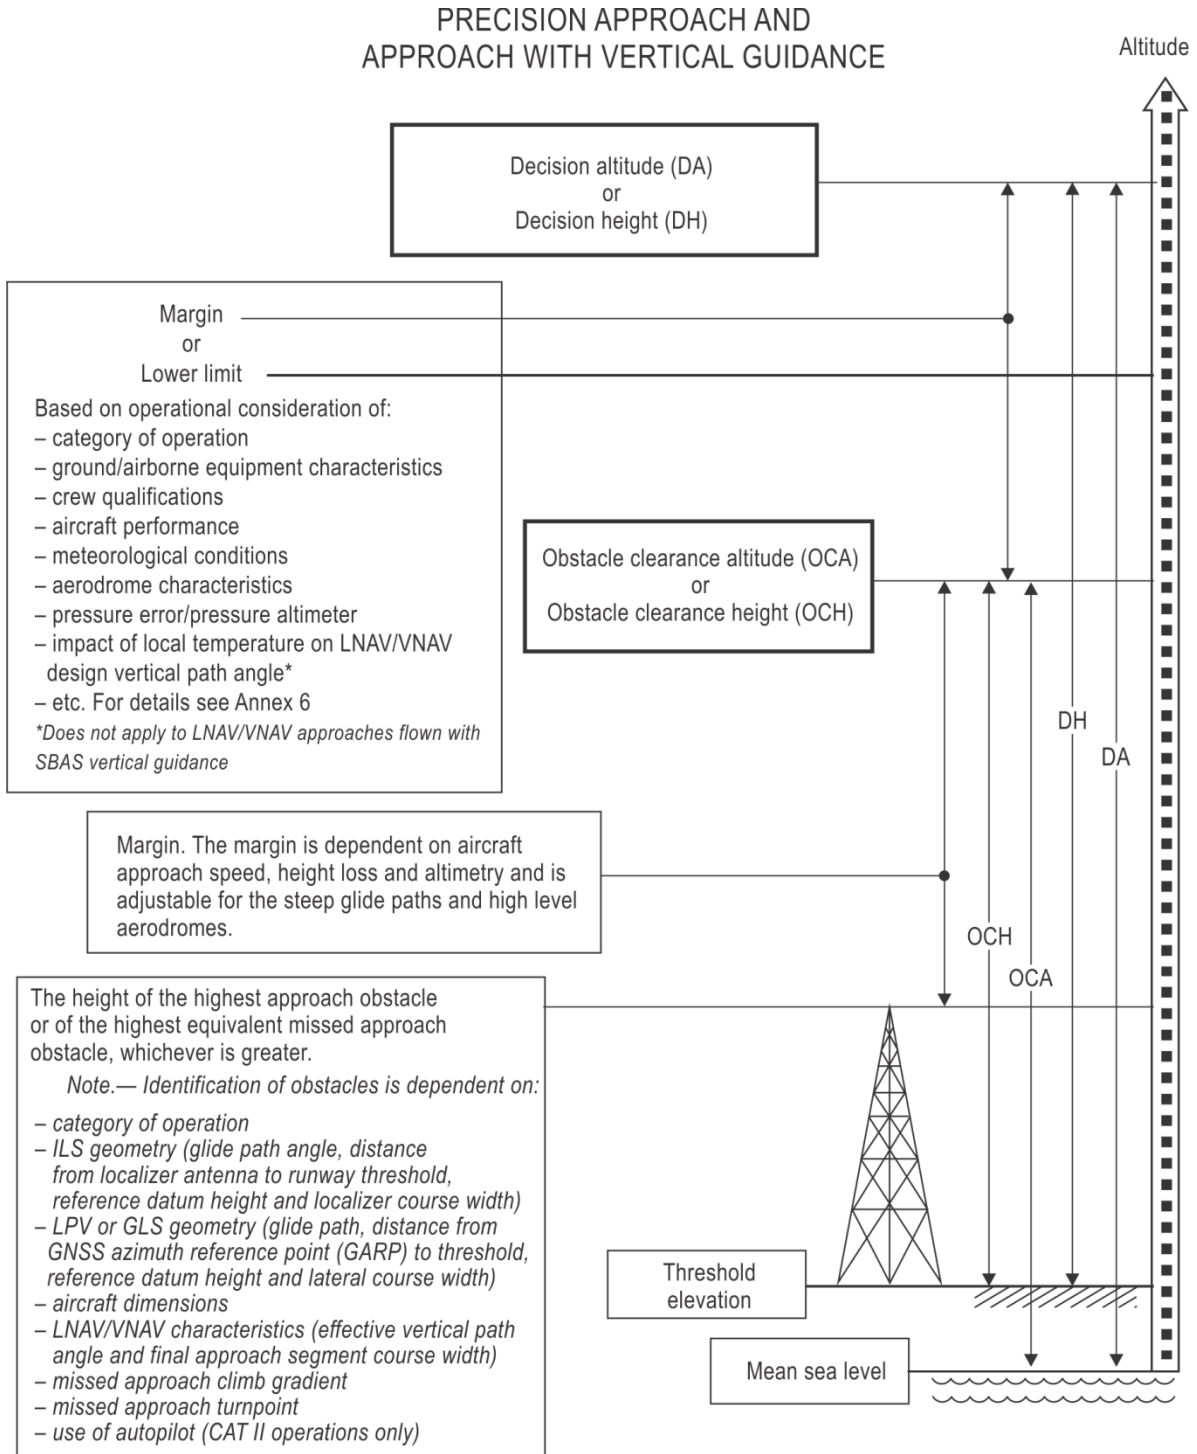 PRECISION APPROACH AND
APPROACH WITH VERTICAL GUIDANCE
Altitude
Decision altitude (DA)
or
Decision height (DH)
Margin
or
Lower limit
Based on operational consideration of:
– category of operation
– ground/airborne equipment characteristics
– crew qualifications
– aircraft performance
– meteorological conditions
– aerodrome characteristics
– pressure error/pressure altimeter
– impact of local temperature on LNAV/VNAV
design vertical path angle*
– etc. For details see Annex 6
*Does not apply to LNAV/VNAV approaches flown with
SBAS vertical guidance
Obstacle clearance altitude (OCA)
or
Obstacle clearance height (OCH)
DH
DA
Margin. The margin is dependent on aircraft
approach speed, height loss and altimetry and is
adjustable for the steep glide paths and high level
aerodromes.
OCH
OCA
The height of the highest approach obstacle
or of the highest equivalent missed approach
obstacle, whichever is greater.
Note.— Identification of obstacles is dependent on:
– category of operation
– ILS geometry (glide path angle, distance
from localizer antenna to runway threshold,
reference datum height and localizer course width)
– LPV or GLS geometry (glide path, distance from
GNSS azimuth reference point (GARP) to threshold,
reference datum height and lateral course width)
– aircraft dimensions
– LNAV/VNAV characteristics (effective vertical path
angle and final approach segment course width)
– missed approach climb gradient
– missed approach turnpoint
– use of autopilot (CAT II operations only)
Threshold
elevation
Mean sea level